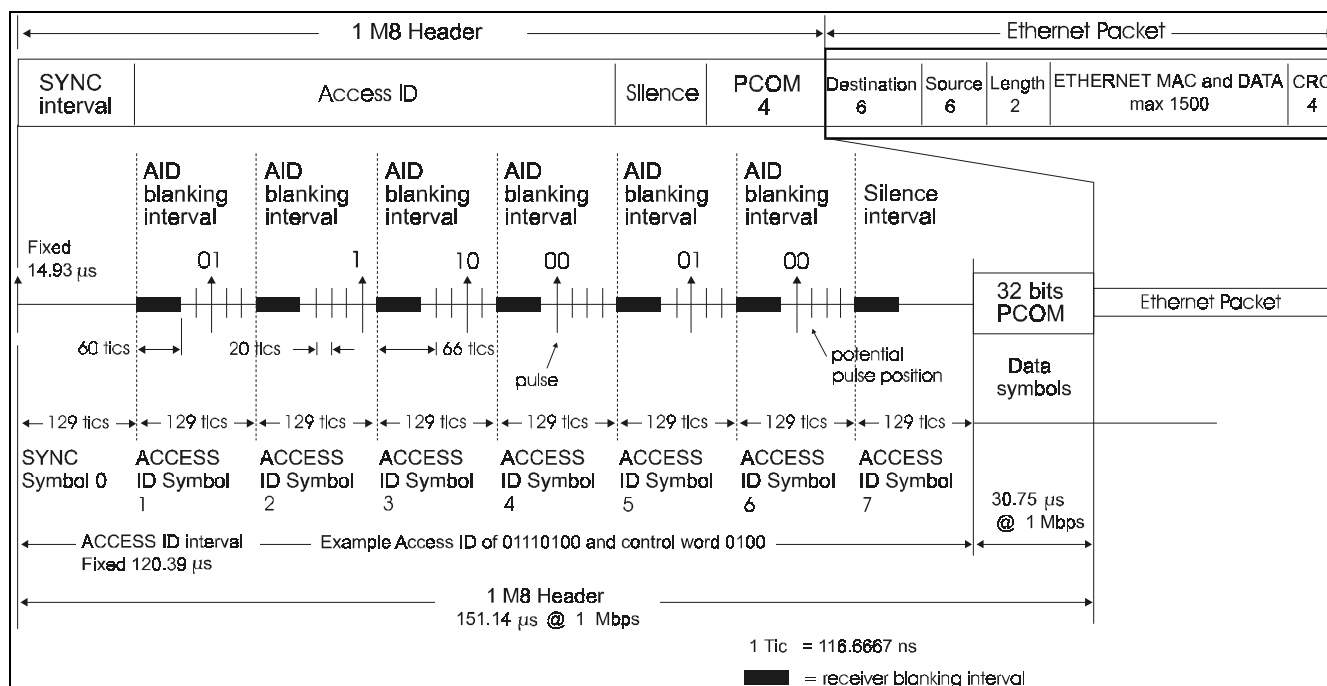 1 M8 Header
Ethernet Packet
SYNC
interval
Access ID
Silence
PCOM
4
Destination
6
Source
6
Length
2
ETHERNET MAC and DATA
max 1500
CRC
4
AID
blanking
interval
AID
blanking
interval
AID
blanking
interval
AID
blanking
interval
AID
blanking
interval
AID
blanking
interval
Silence
interval
Fixed
14.93 µs
01
1
10
00
01
00
32 bits
PCOM
Ethernet Packet
60 tics
20 tics
66 tics
pulse
potential
pulse position
Data
symbols
129 tics
129 tics
129 tics
129 tics
129 tics
129 tics
129 tics
129 tics
SYNC
Symbol 0
ACCESS
ID Symbol
1
ACCESS
ID Symbol
2
ACCESS
ID Symbol
3
ACCESS
ID Symbol
4
ACCESS
ID Symbol
5
ACCESS
ID Symbol
6
ACCESS
ID Symbol
7
30.75 µs
@ 1 Mbps
ACCESS ID interval
Fixed 120.39 µs
Example Access ID of 01110100 and control word 0100
1 M8 Header
151.14 µs @ 1 Mbps
1 Tic = 116.6667 ns
= receiver blanking interval